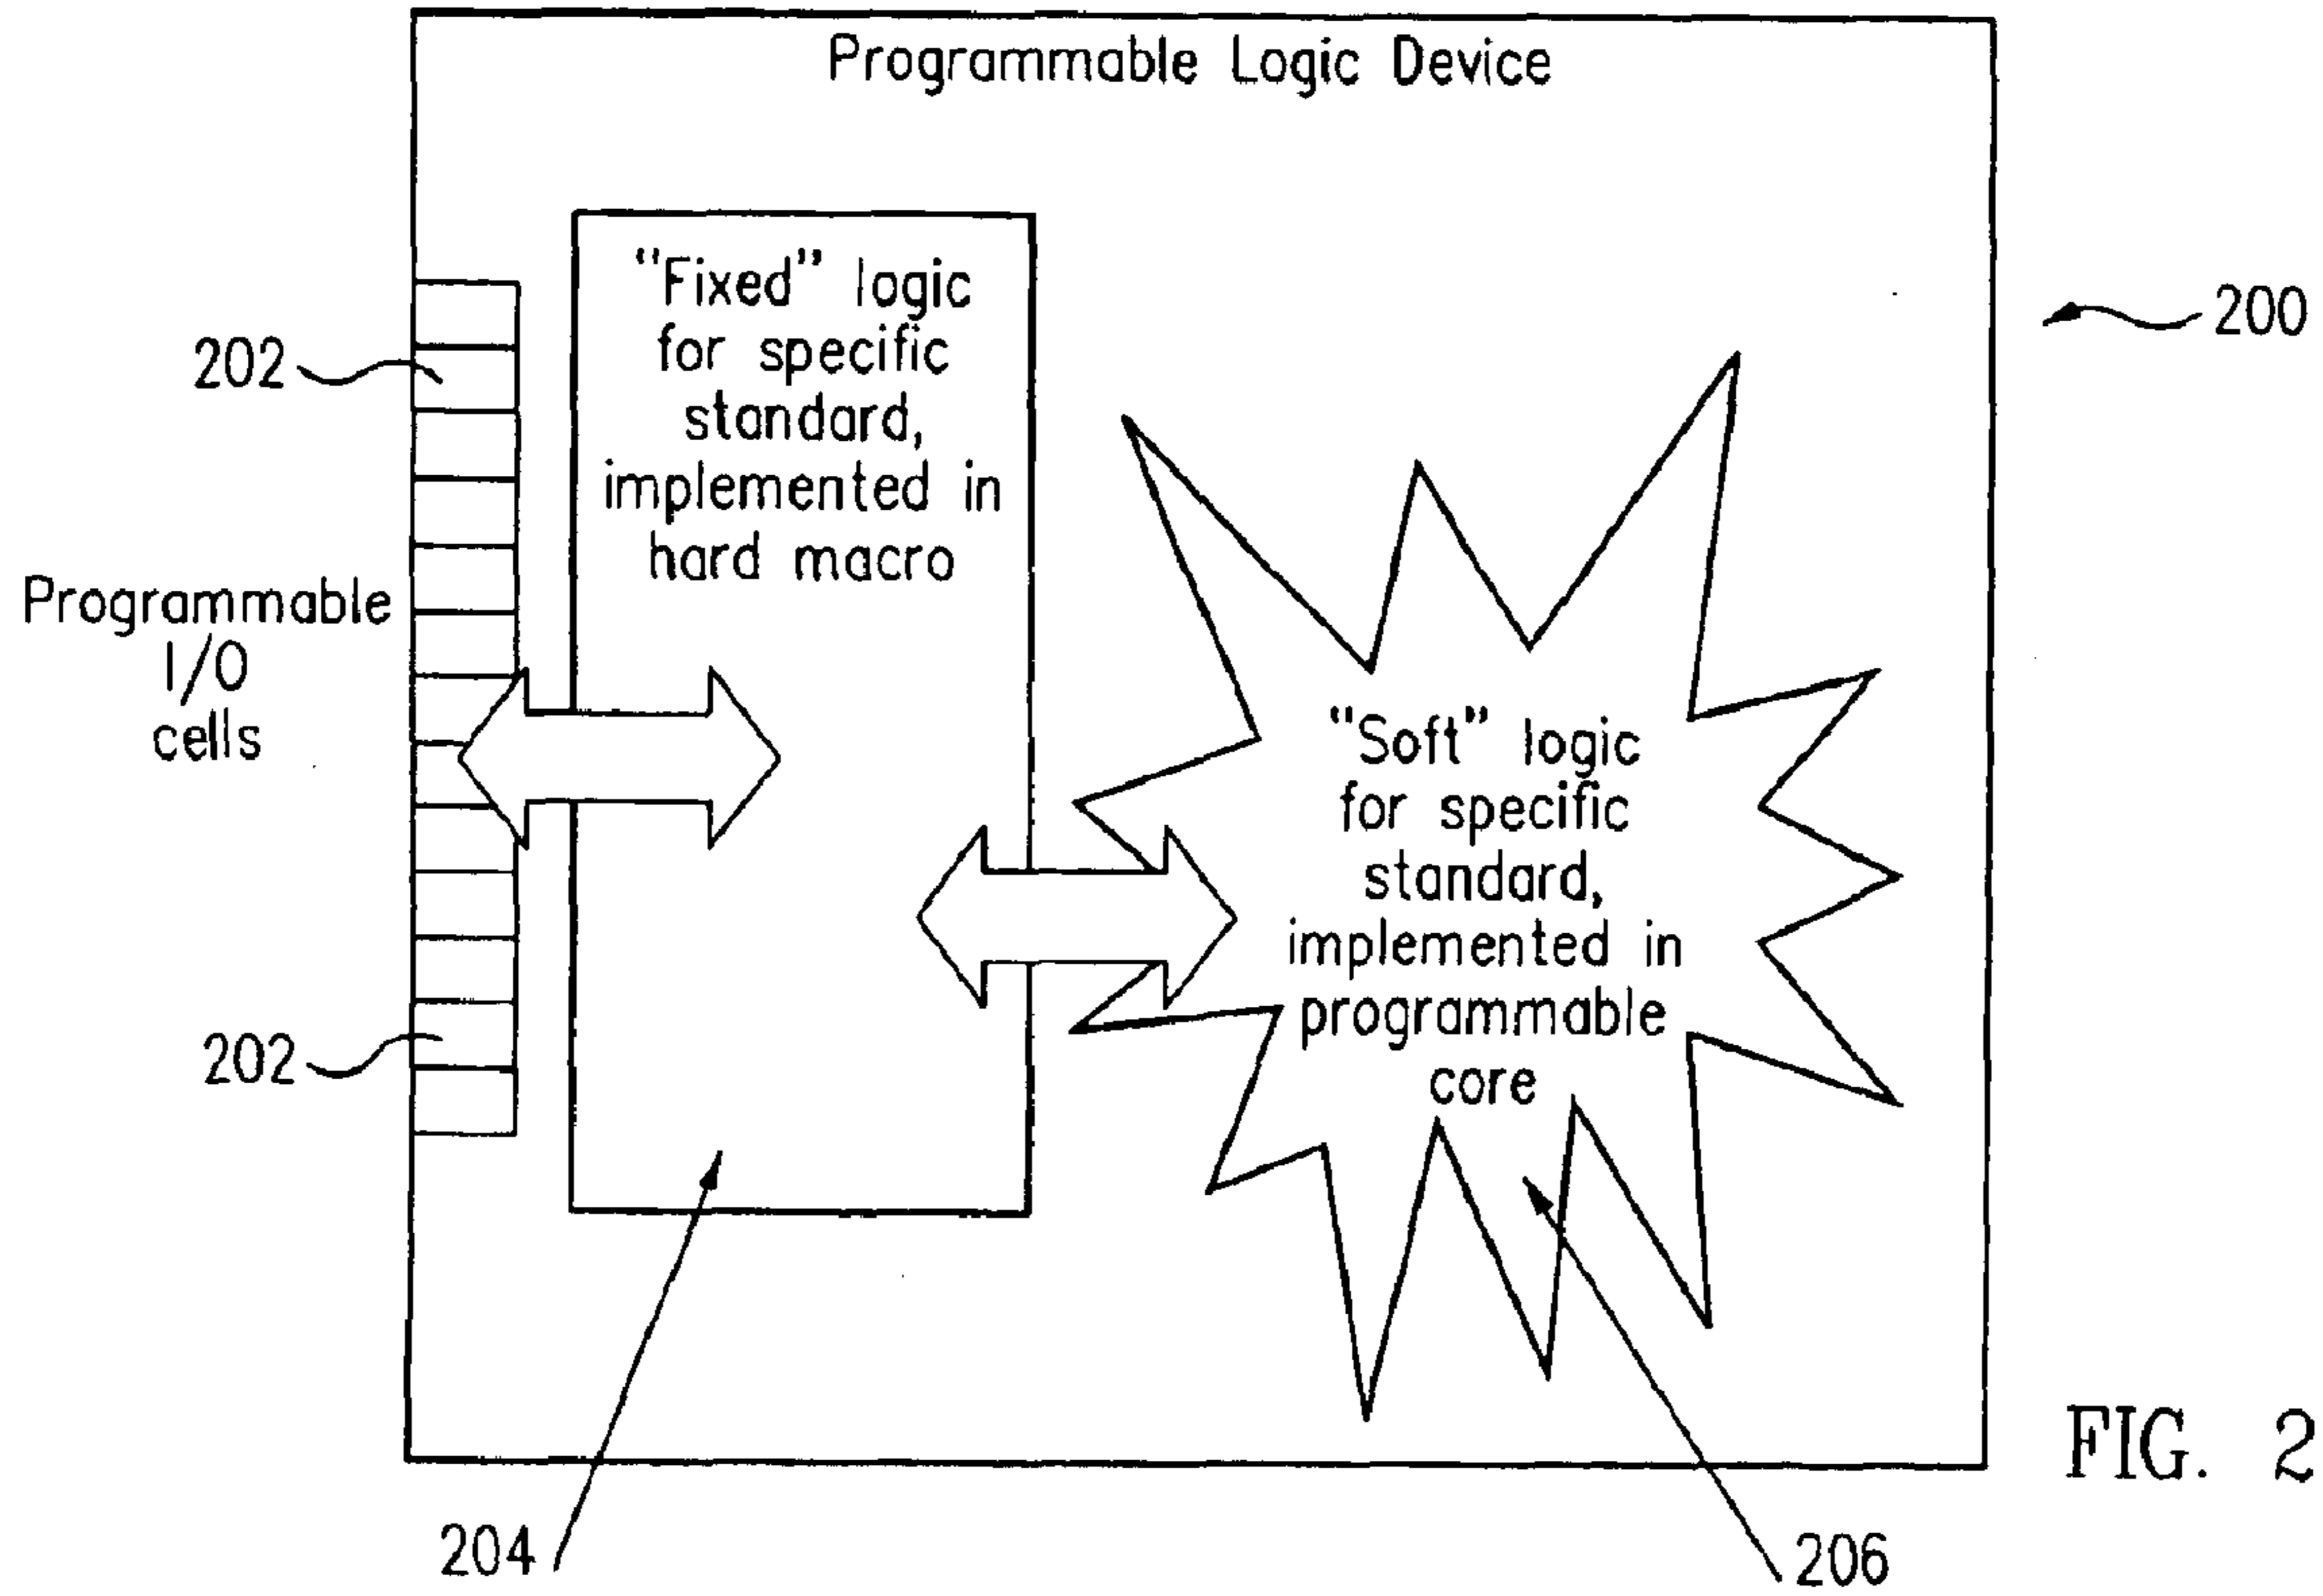 Programmable Logic Device
"Fixed" logic
for specific
standard,
implemented in
hard macro
200
202
Programmable
I/O
cells
"Soft" logic
for specific
standard,
implemented in
programmable
core
202
FIG. 2
204
206